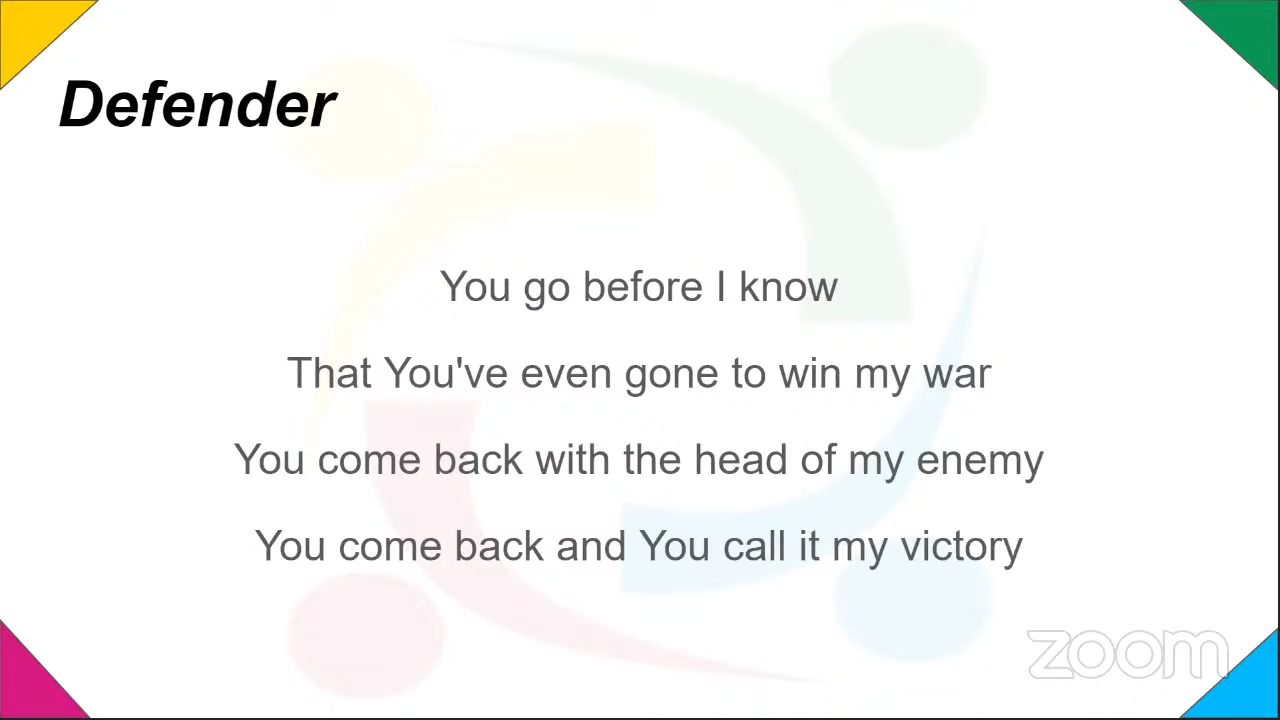 Defender
You go before I know
That You've even gone to win my war
You come back with the head of my enemy
You come back and You call it my victory
zoom